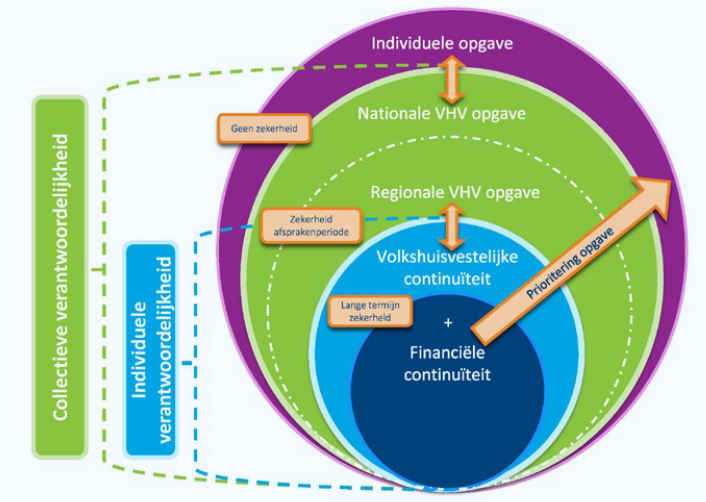 Individuele opgave
Nationale VHV opgave
Geen zekerheid
Regionale VHV opgave
Zekerheid
afsprakenperiode
Volkshuisvestelijke
continuïteit
Lange termijn
zekerheid
+
Financiële
continuïteit
Prioritering opgave
Collectieve verantwoordelijkheid
Individuele
verantwoordelijkheid